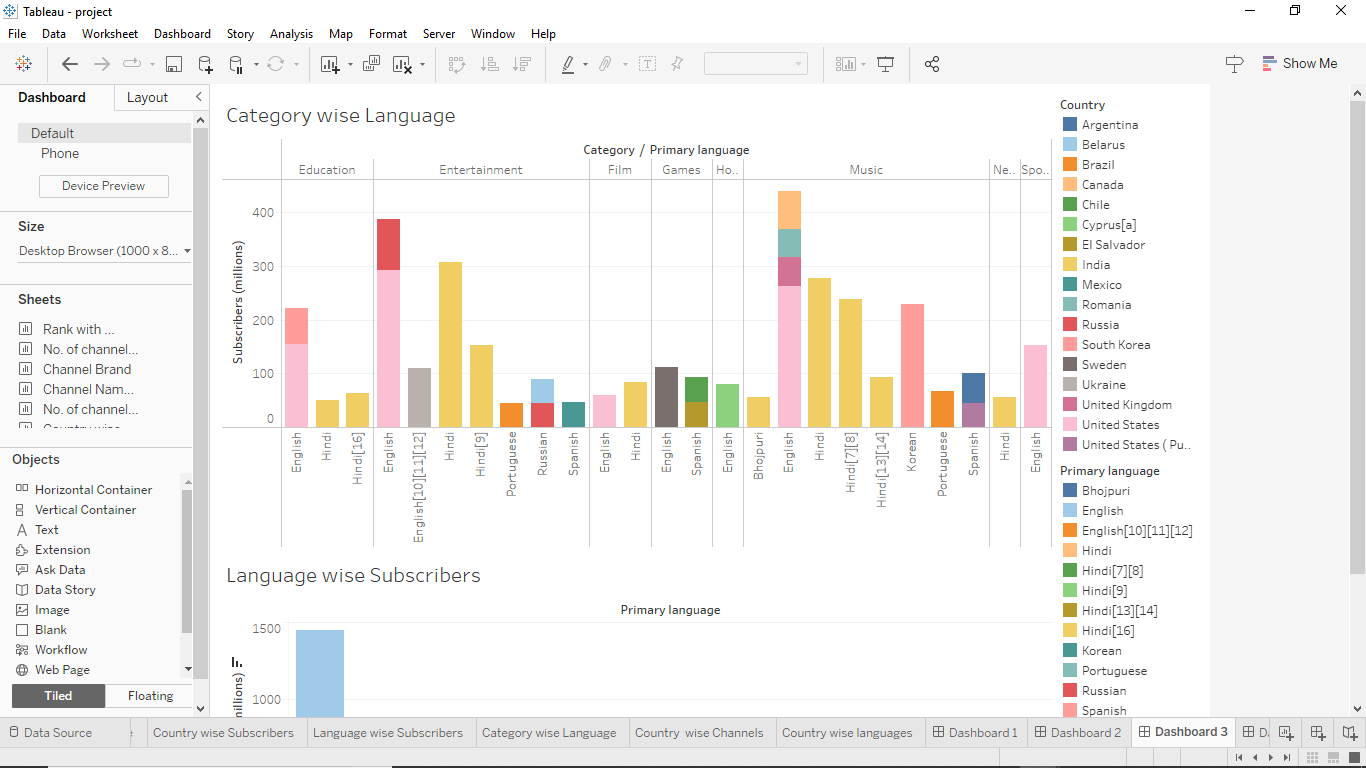 Tableau - project
File Data Worksheet Dashboard Story Analysis Map Format Server Window Help
Show Me
Dashboard Layout
Default
Phone
Device Preview
Size
Desktop Browser (1000 x 8...
Sheets
Rank with ...
No. of channel...
Channel Brand
Channel Nam...
No. of channel...
Objects
Horizontal Container
Vertical Container
Text
Extension
Ask Data
Data Story
Image
Blank
Workflow
Web Page
Tiled Floating
Category wise Language
Category / Primary language
Education Entertainment Film Games Ho.. Music Ne.. Spo..
Subscribers (millions)
400
300
200
100
0
English
Hindi
Hindi[16]
English
English[10][11][12]
Hindi
Hindi[9]
Portuguese
Russian
Spanish
English
Hindi
English
Spanish
English
Bhojpuri
English
Hindi
Hindi[7][8]
Hindi[13][14]
Korean
Portuguese
Spanish
Hindi
English
Language wise Subscribers
Primary language
1500
1000
Country
Argentina
Belarus
Brazil
Canada
Chile
Cyprus[a]
El Salvador
India
Mexico
Romania
Russia
South Korea
Sweden
Ukraine
United Kingdom
United States
United States ( Pu..
Primary language
Bhojpuri
English
English[10][11][12]
Hindi
Hindi[7][8]
Hindi[9]
Hindi[13][14]
Hindi[16]
Korean
Portuguese
Russian
Spanish
Data Source Country wise Subscribers Language wise Subscribers Category wise Language Country wise Channels Country wise languages Dashboard 1 Dashboard 2 Dashboard 3